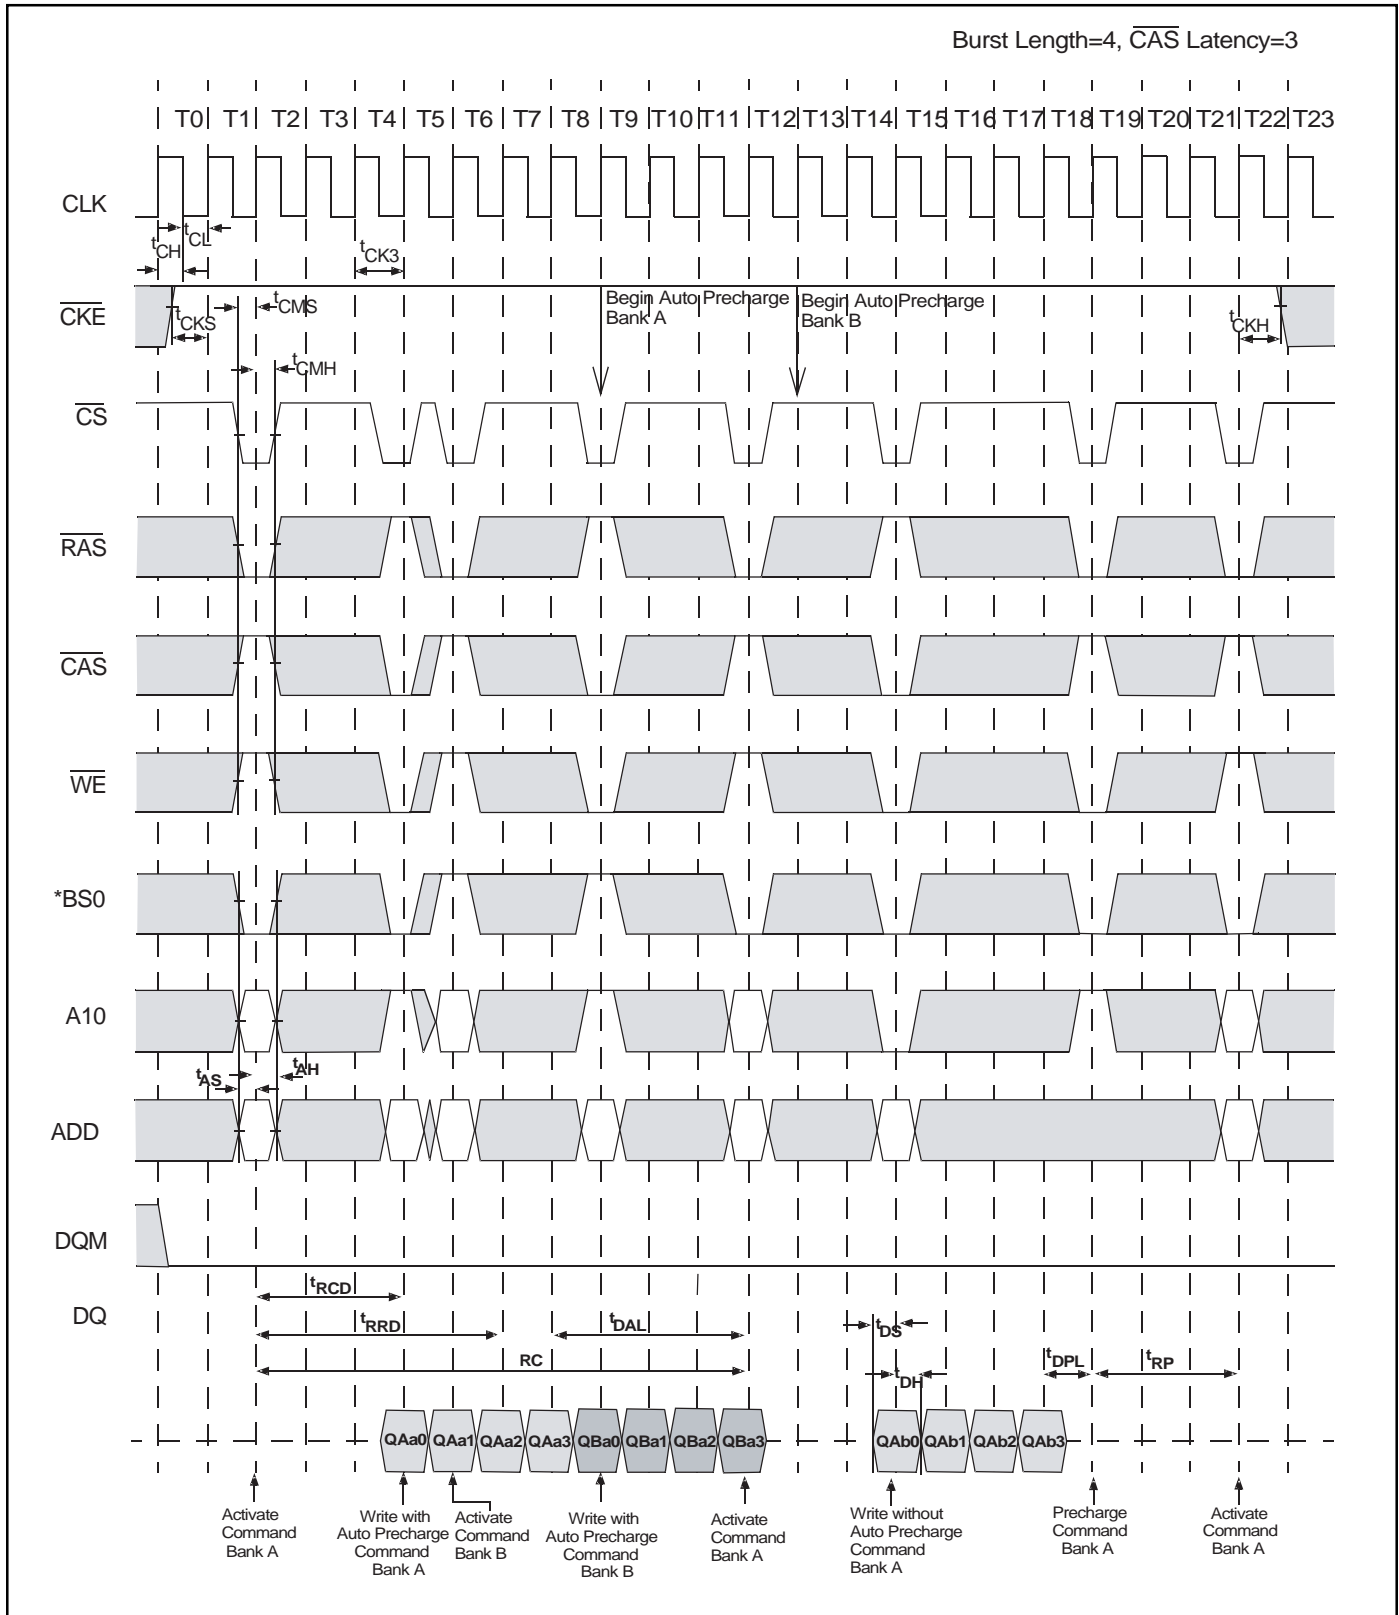 Burst Length=4, CAS Latency=3
T0 T1 T2 T3 T4 T5 T6 T7 T8 T9 T10 T11 T12 T13 T14 T15 T16 T17 T18 T19 T20 T21 T22 T23
CLK
tCH
tCL
tCK3
CKE
tCKS
tCMS
tCMH
Begin Auto Precharge
Bank A
Begin Auto Precharge
Bank B
tCKH
CS
RAS
CAS
WE
*BS0
A10
tAS
tAH
ADD
DQM
DQ
tRCD
tRRD
tDAL
RC
tDS
tDH
tDPL
tRP
QAa0 QAa1 QAa2 QAa3 QBa0 QBa1 QBa2 QBa3 QAb0 QAb1 QAb2 QAb3
Activate
Command
Bank A
Write with
Auto Precharge
Command
Bank A
Activate
Command
Bank B
Write with
Auto Precharge
Command
Bank B
Activate
Command
Bank A
Write without
Auto Precharge
Command
Bank A
Precharge
Command
Bank A
Activate
Command
Bank A